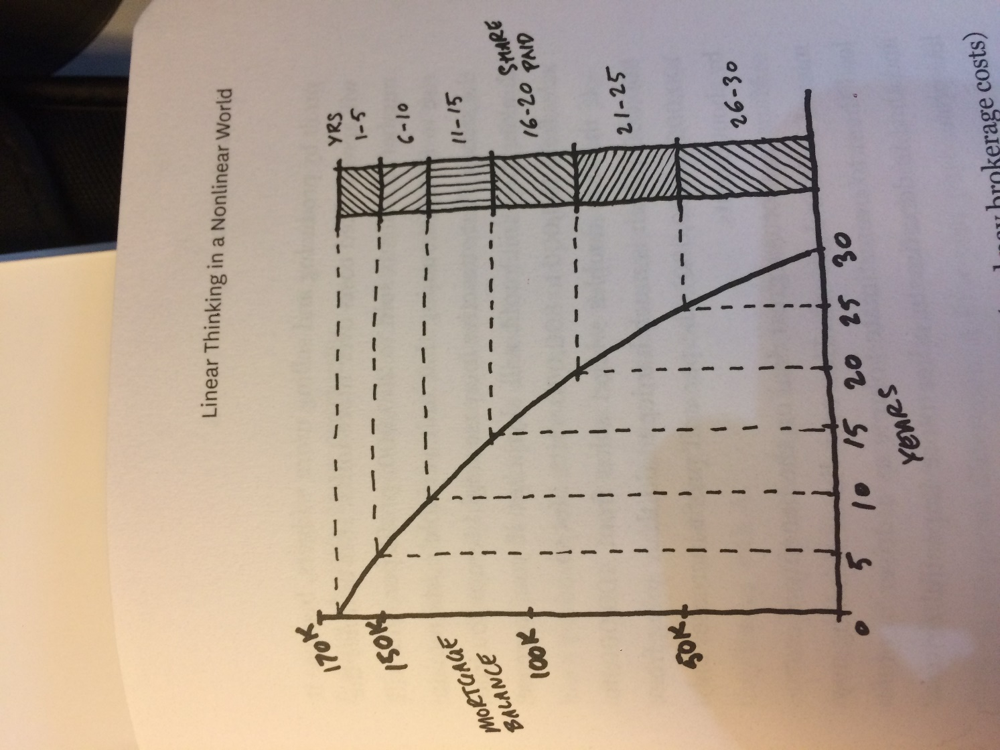 Linear Thinking in a Nonlinear World
170K
150K
MORTGAGE
BALANCE
100K
50K
0
5
10
15
20
25
30
YEARS
YRS
1-5
6-10
11-15
SHARE
PAID
16-20
21-25
26-30
brokerage costs)